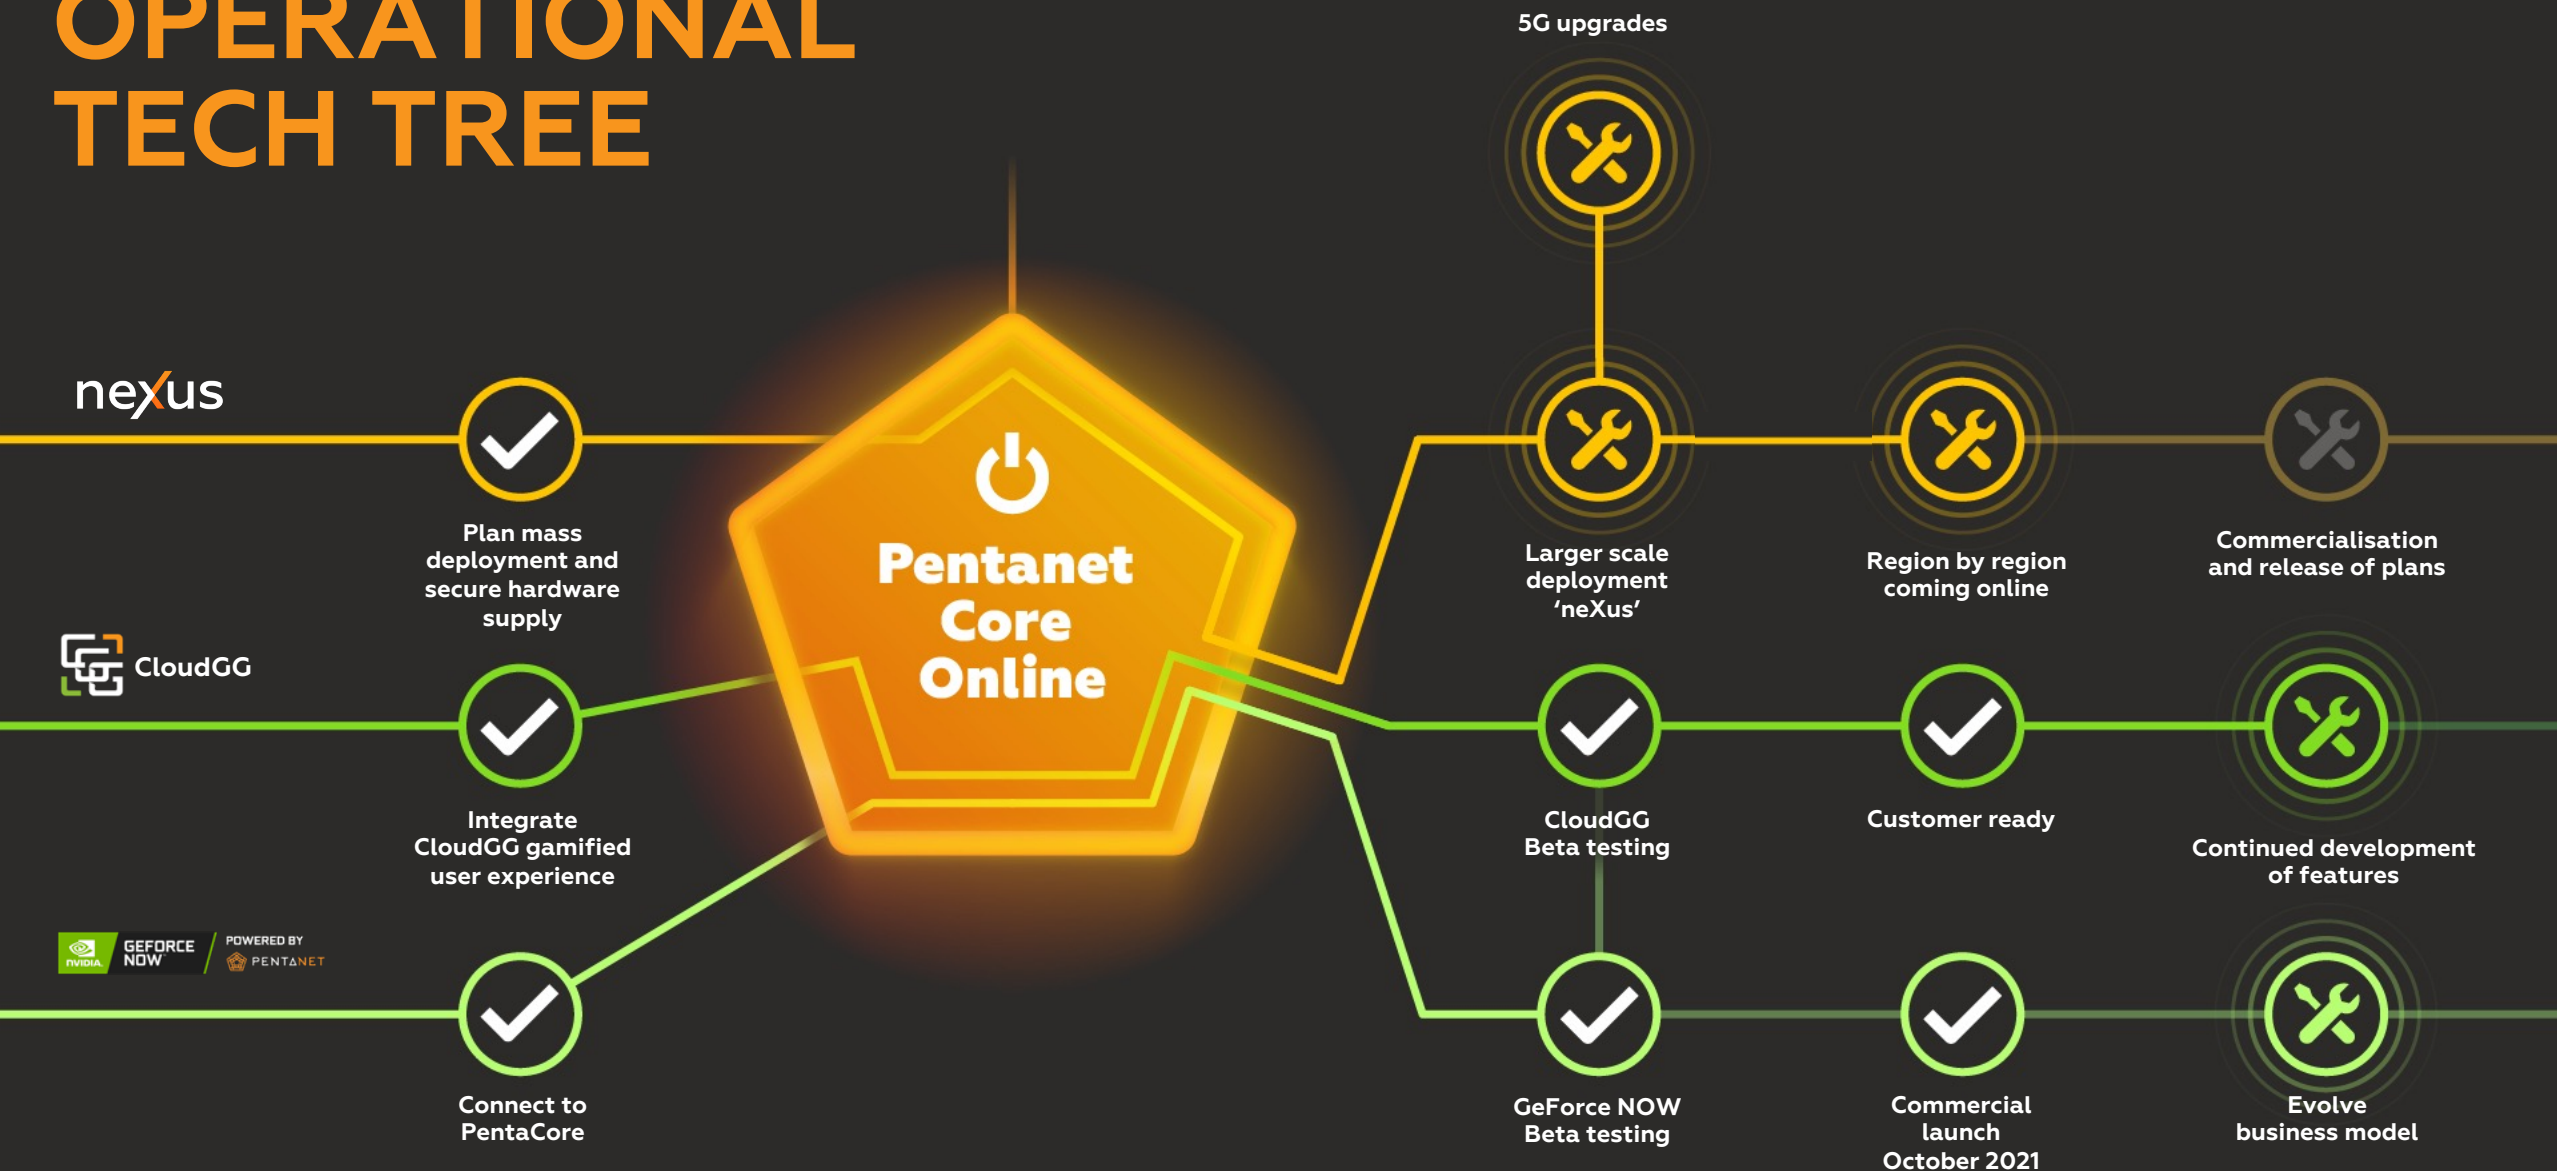 OPERATIONAL
TECH TREE
5G upgrades
nexus
Plan mass
deployment and
secure hardware
supply
Pentanet
Core
Online
Larger scale
deployment
‘neXus’
Region by region
coming online
Commercialisation
and release of plans
CloudGG
Integrate
CloudGG gamified
user experience
CloudGG
Beta testing
Customer ready
Continued development
of features
NVIDIA.
GEFORCE
NOW
POWERED BY
PENTANET
Connect to
PentaCore
GeForce NOW
Beta testing
Commercial
launch
October 2021
Evolve
business model